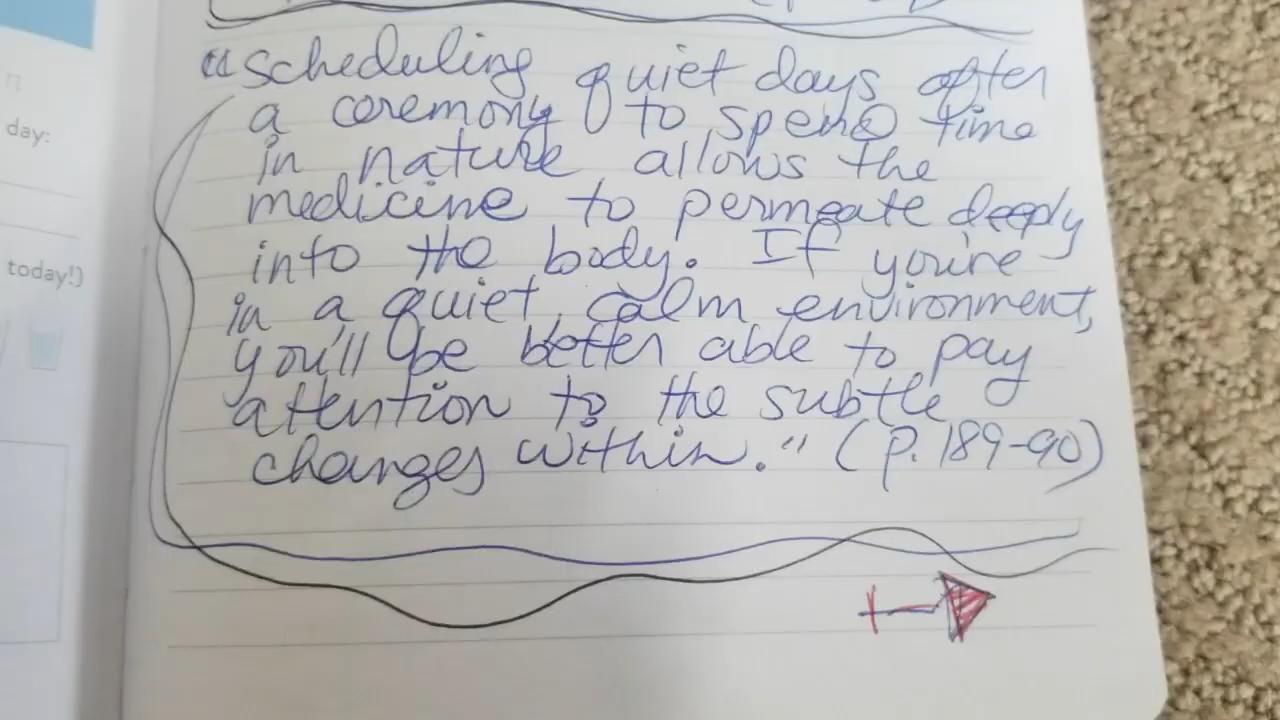 day:
today!)
"Scheduling quiet days after
a ceremony to spend time
in nature allows the
medicine to permeate deeply
into the body. If you're
in a quiet, calm environment,
you'll be better able to pay
attention to the subtle
changes within." (p. 189-90)